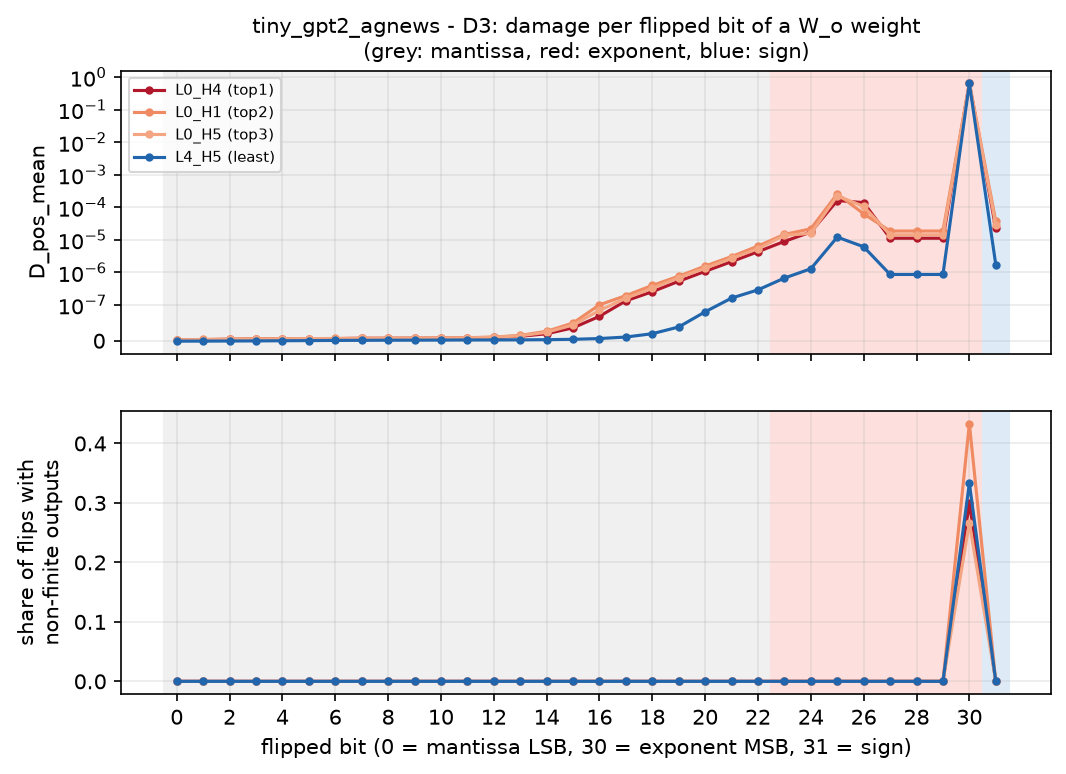 tiny_gpt2_agnews - D3: damage per flipped bit of a W_o weight
(grey: mantissa, red: exponent, blue: sign)
L0_H4 (top1)
L0_H1 (top2)
L0_H5 (top3)
L4_H5 (least)
D_pos_mean
10⁰
10⁻¹
10⁻²
10⁻³
10⁻⁴
10⁻⁵
10⁻⁶
10⁻⁷
0
share of flips with
non-finite outputs
0.4
0.3
0.2
0.1
0.0
0 2 4 6 8 10 12 14 16 18 20 22 24 26 28 30
flipped bit (0 = mantissa LSB, 30 = exponent MSB, 31 = sign)